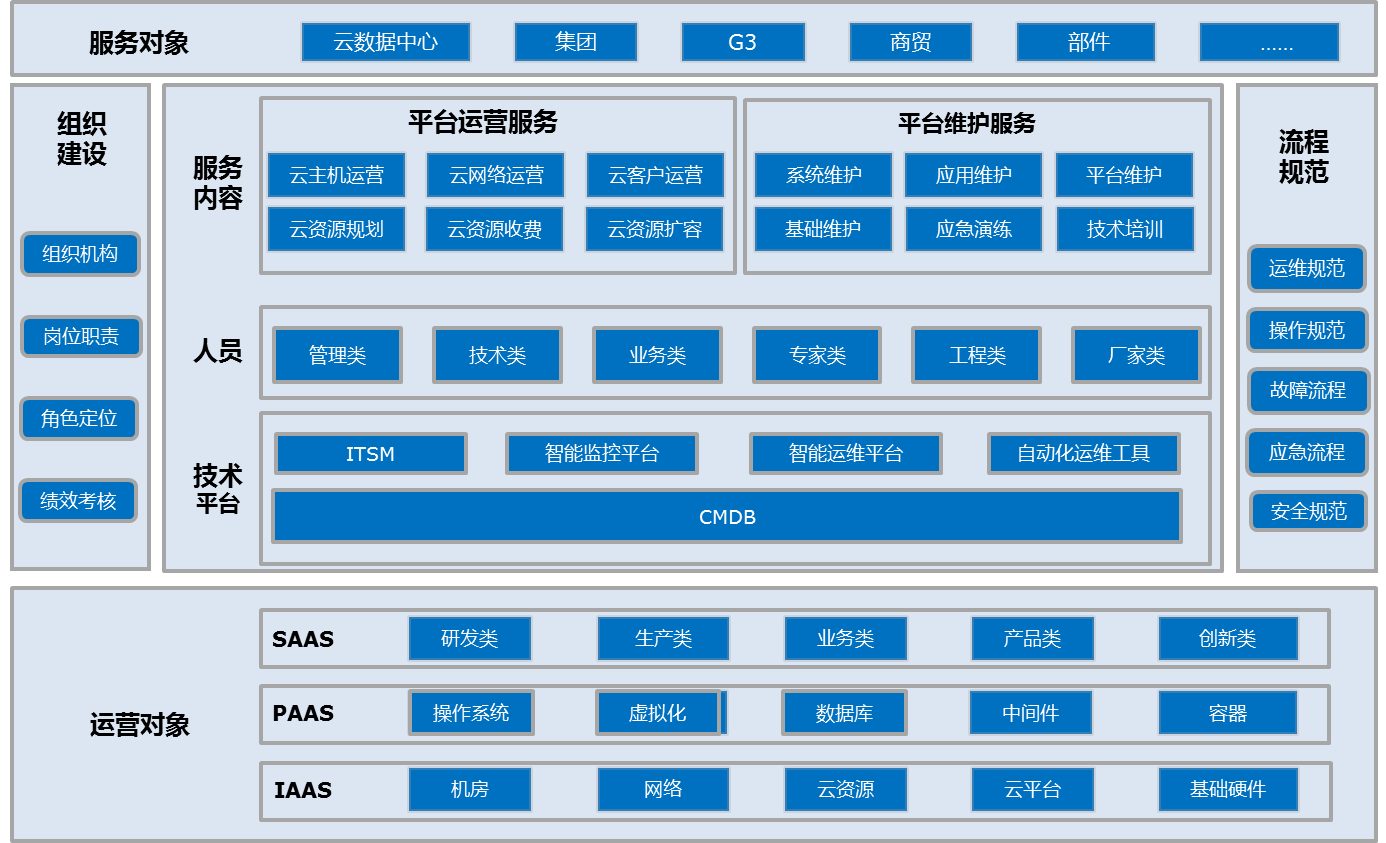 服务对象
云数据中心
集团
G3
商贸
部件
......
组织
建设
组织机构
岗位职责
角色定位
绩效考核
服务
内容
平台运营服务
云主机运营
云网络运营
云客户运营
云资源规划
云资源收费
云资源扩容
平台维护服务
系统维护
应用维护
平台维护
基础维护
应急演练
技术培训
人员
管理类
技术类
业务类
专家类
工程类
厂家类
技术
平台
ITSM
智能监控平台
智能运维平台
自动化运维工具
CMDB
流程
规范
运维规范
操作规范
故障流程
应急流程
安全规范
运营对象
SAAS
研发类
生产类
业务类
产品类
创新类
PAAS
操作系统
虚拟化
数据库
中间件
容器
IAAS
机房
网络
云资源
云平台
基础硬件